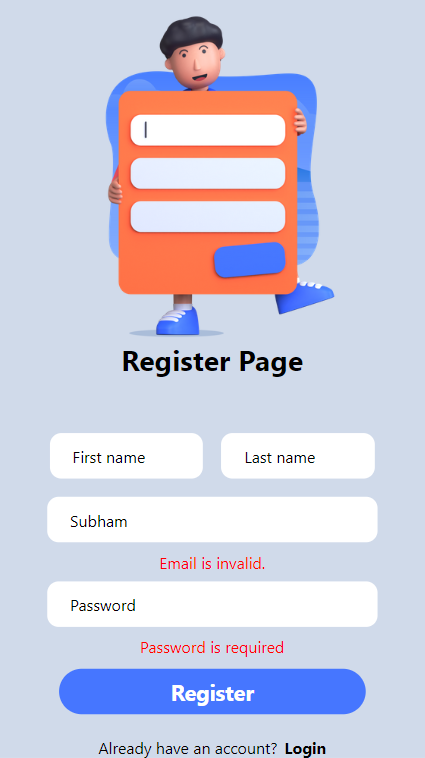 Register Page
First name Last name
Subham
Email is invalid.
Password
Password is required
Register
Already have an account? Login